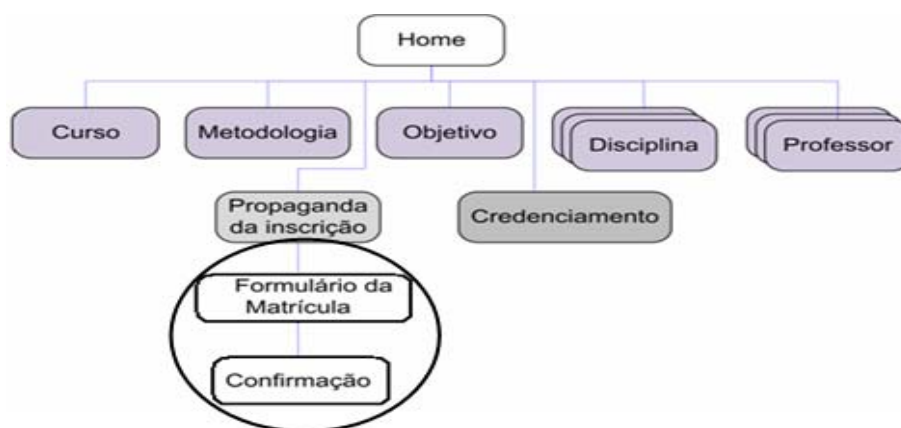 Home
Curso
Metodologia
Objetivo
Disciplina
Professor
Propaganda
da inscrição
Credenciamento
Formulário da
Matrícula
Confirmação